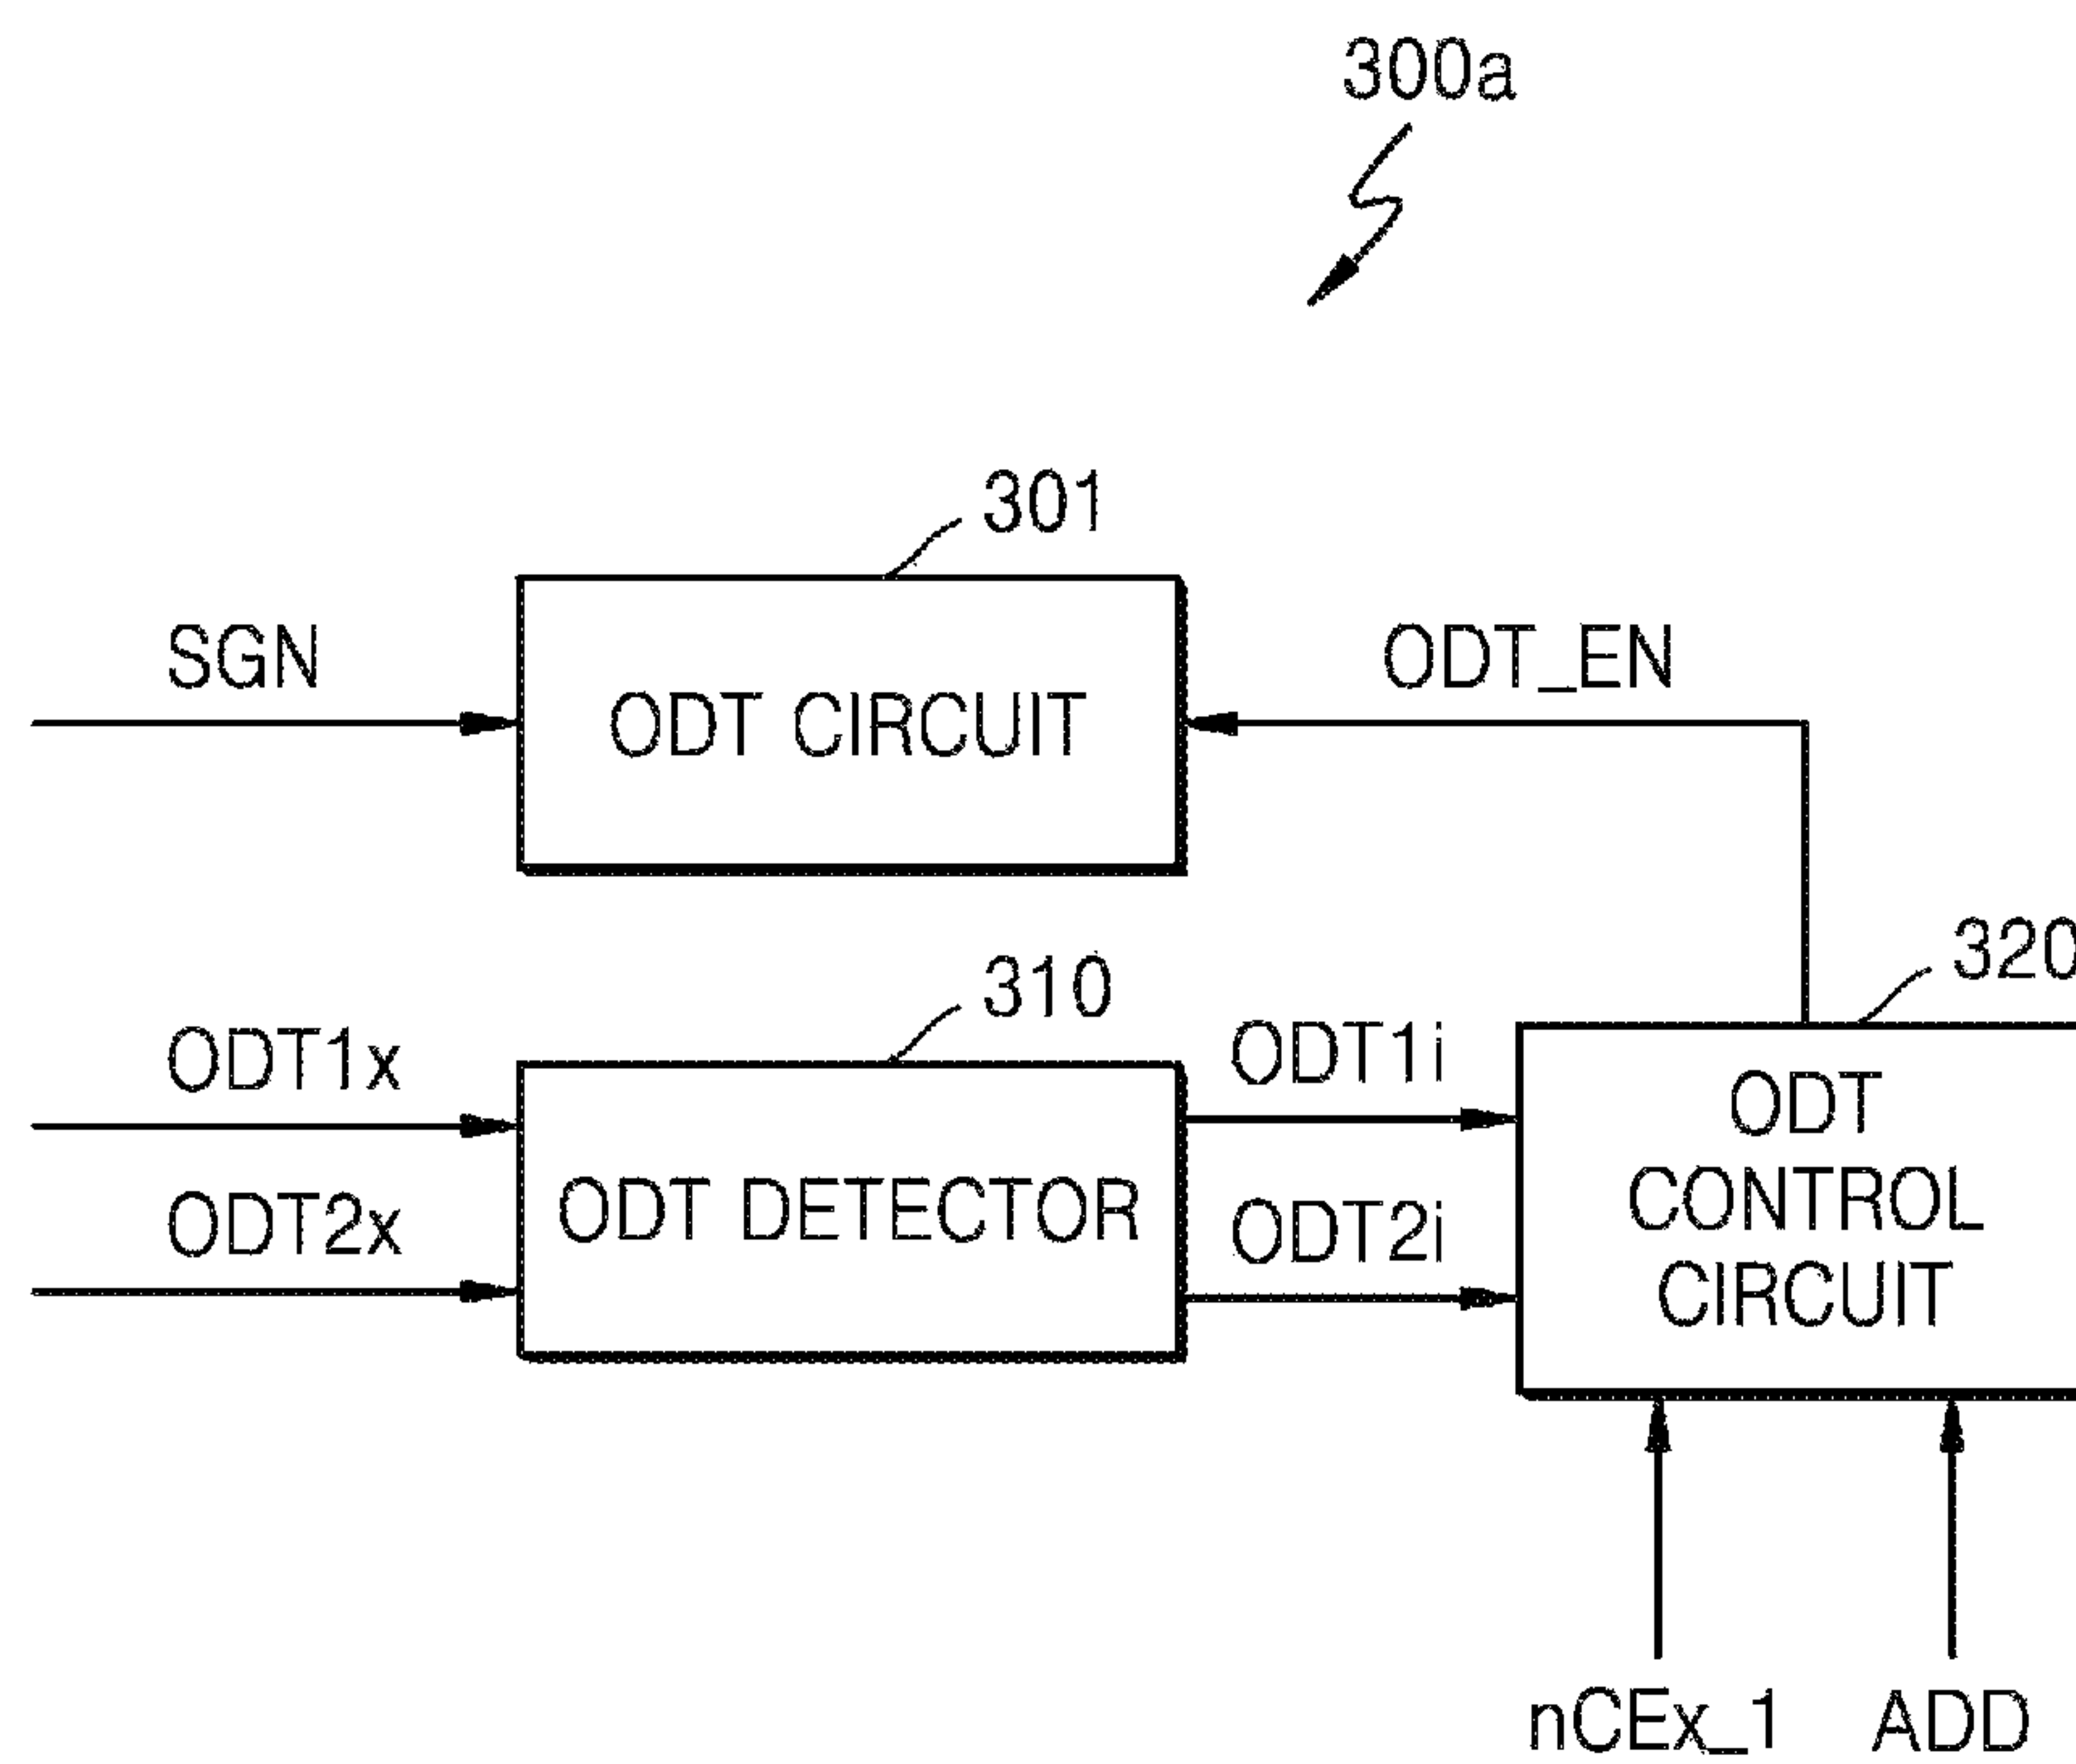 300a
301
SGN
ODT CIRCUIT
ODT_EN
310
320
ODT1x
ODT2x
ODT DETECTOR
ODT1i
ODT2i
ODT
CONTROL
CIRCUIT
nCEx_1
ADD